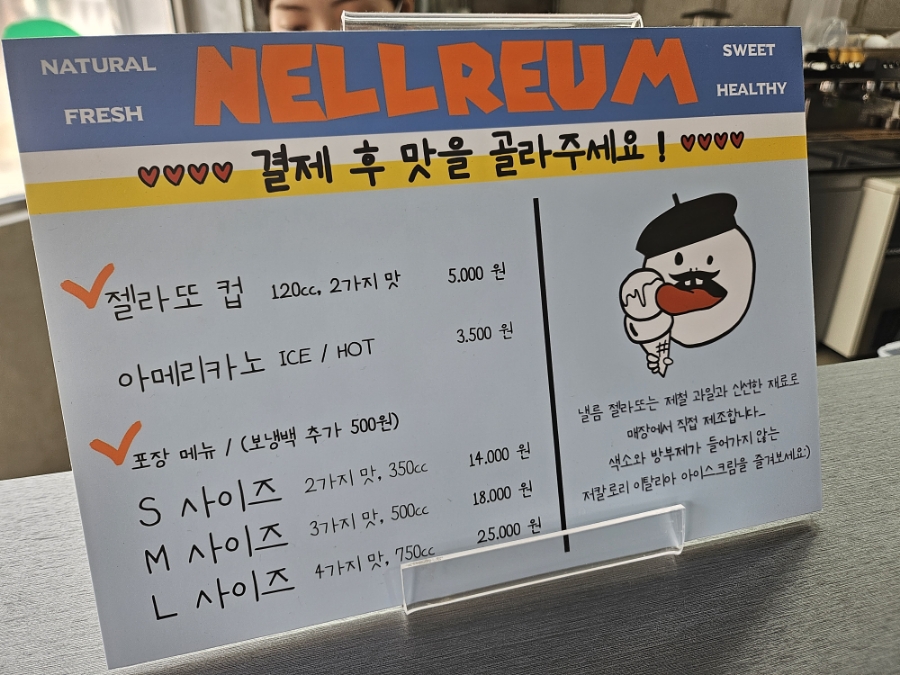 NATURAL
FRESH
NELLREUM
SWEET
HEALTHY
결제 후 맛을 골라주세요!
젤라또 컵 120cc, 2가지 맛 5.000 원
아메리카노 ICE / HOT 3.500 원
포장 메뉴 / (보냉백 추가 500원)
S 사이즈 2가지 맛, 350cc 14.000 원
M 사이즈 3가지 맛, 500cc 18.000 원
L 사이즈 4가지 맛, 750cc 25.000 원
낼름 젤라또는 제철 과일과 신선한 재료로
매장에서 직접 제조합니다_
색소와 방부제가 들어가지 않는
저칼로리 이탈리아 아이스크림을 즐겨보세요:)